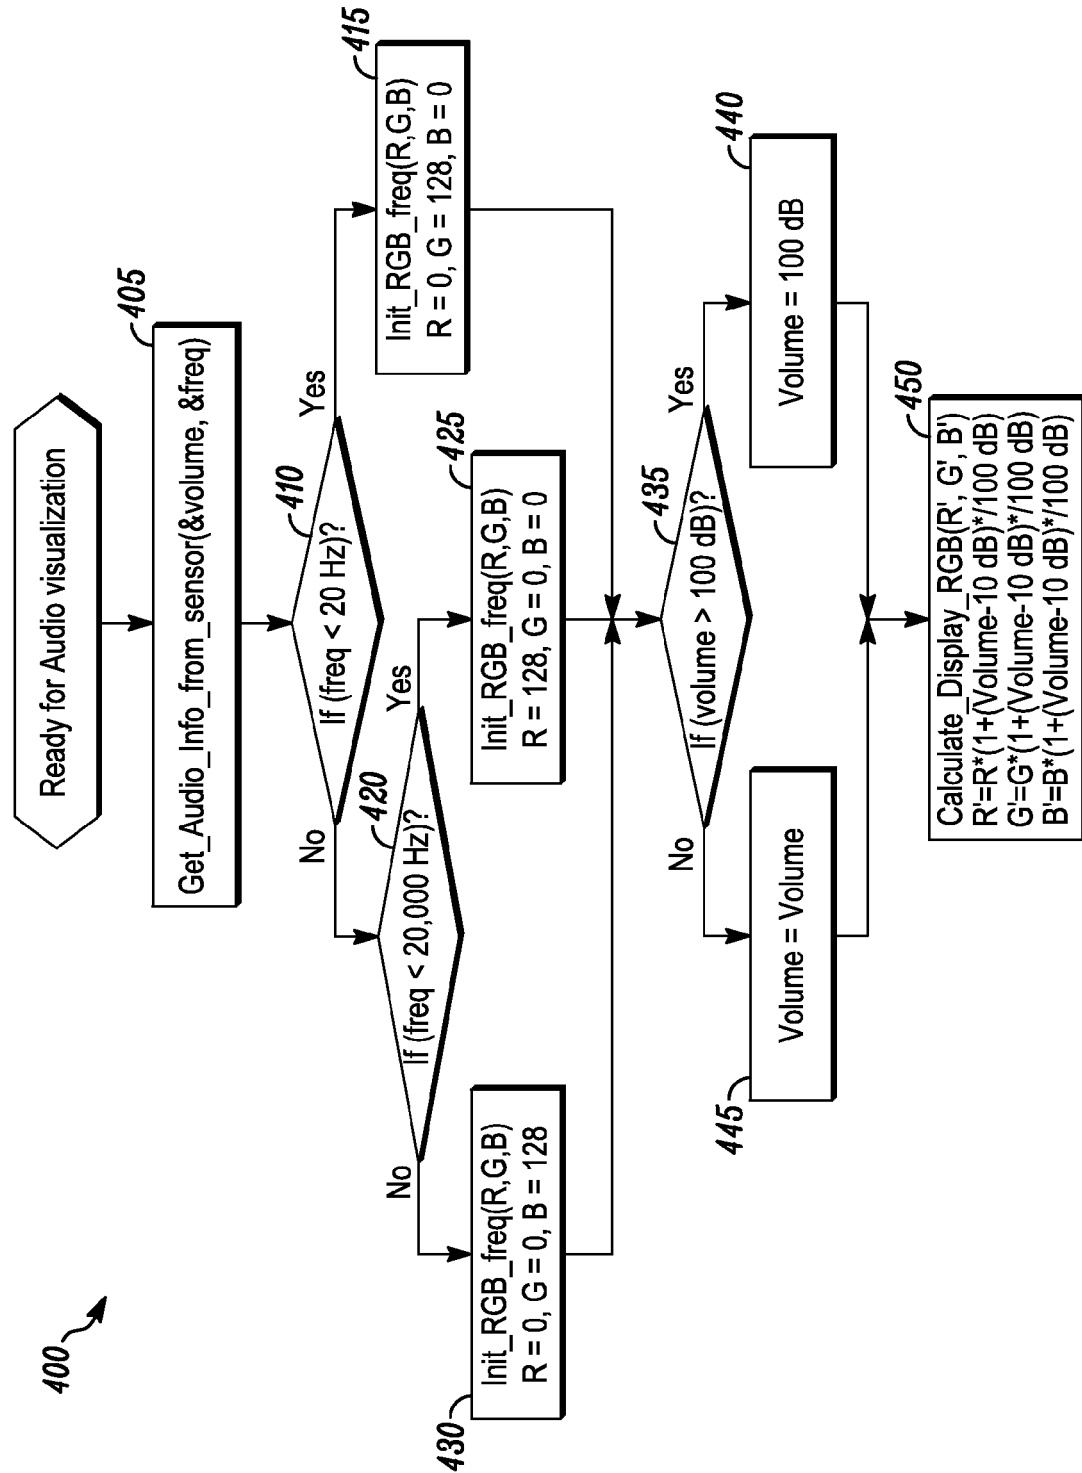 400
Ready for Audio visualization
405
Get_Audio_Info_from_sensor(&volume, &freq)
410
If (freq < 20 Hz)?
No
Yes
415
Init_RGB_freq(R,G,B)
R = 0, G = 128, B = 0
420
If (freq < 20,000 Hz)?
No
Yes
425
Init_RGB_freq(R,G,B)
R = 128, G = 0, B = 0
430
Init_RGB_freq(R,G,B)
R = 0, G = 0, B = 128
435
If (volume > 100 dB)?
No
Yes
440
Volume = 100 dB
445
Volume = Volume
450
Calculate_Display_RGB(R', G', B')
R'=R*(1+(Volume-10 dB)*/100 dB)
G'=G*(1+(Volume-10 dB)*/100 dB)
B'=B*(1+(Volume-10 dB)*/100 dB)